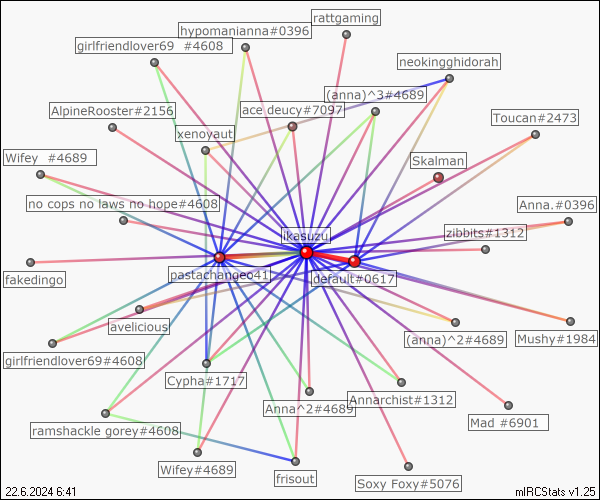 rattgaming
hypomanianna#0396
girlfriendlover69 #4608
neokingghidorah
(anna)^3#4689
AlpineRooster#2156
ace deucy#7097
Toucan#2473
xenoyaut
Wifey #4689
Skalman
no cops no laws no hope#4608
Anna.#0396
ikasuzu
zibbits#1312
fakedingo
pastachangeo41
default#0617
avelicious
(anna)^2#4689
Mushy#1984
girlfriendlover69#4608
Cypha#1717
Anna^2#4689
Annarchist#1312
Mad #6901
ramshackle gorey#4608
Wifey#4689
frisout
Soxy Foxy#5076
22.6.2024 6:41
mIRCStats v1.25